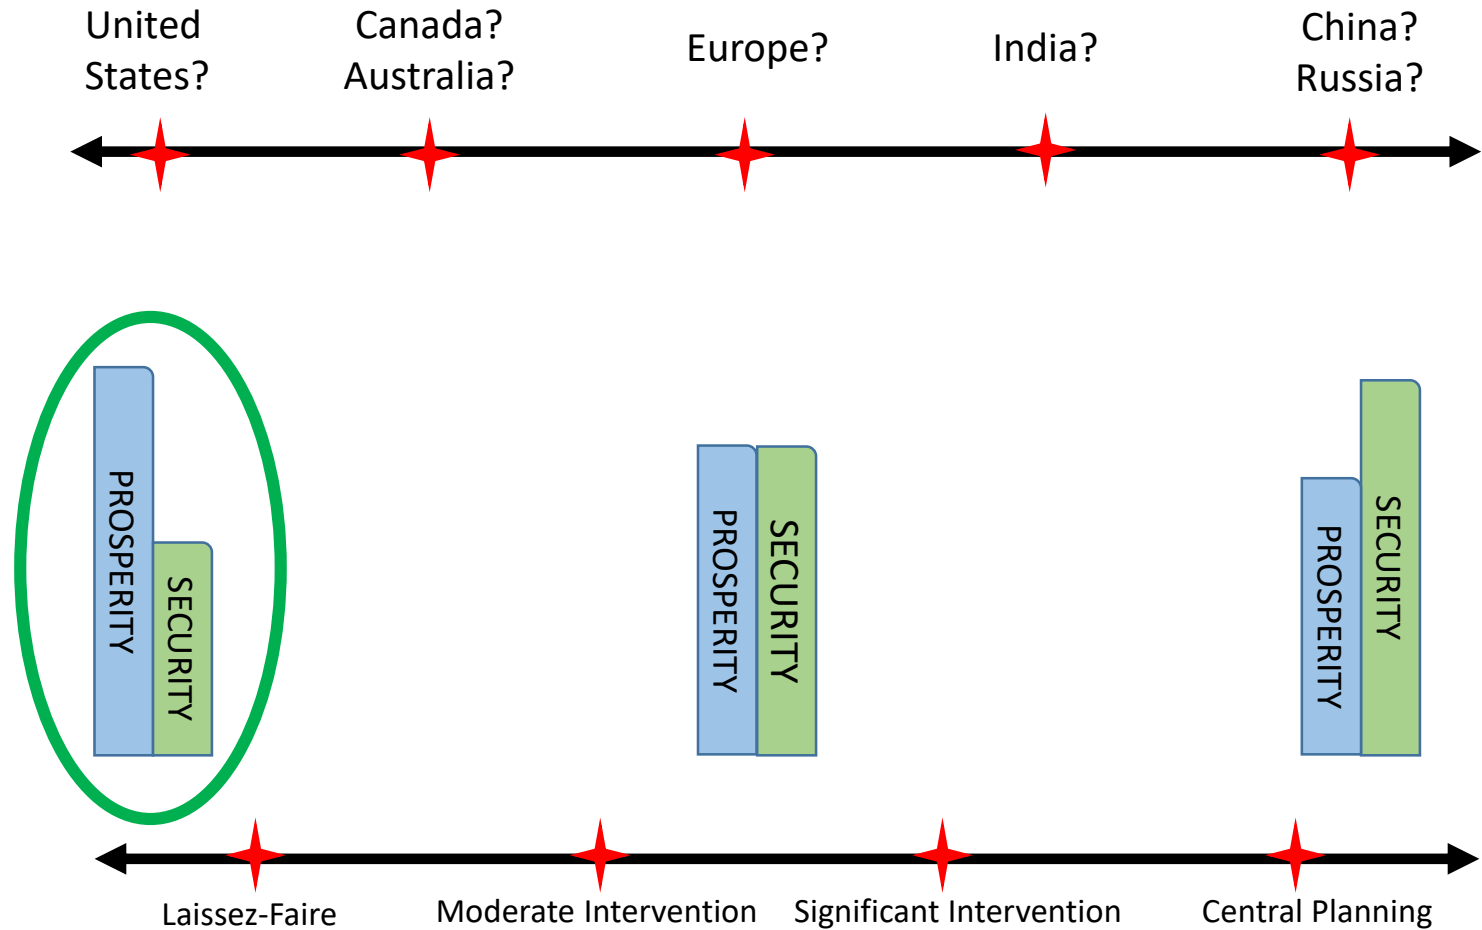 United
States?
Canada?
Australia?
Europe?
India?
China?
Russia?
PROSPERITY
SECURITY
PROSPERITY
SECURITY
PROSPERITY
SECURITY
Laissez-Faire
Moderate Intervention
Significant Intervention
Central Planning